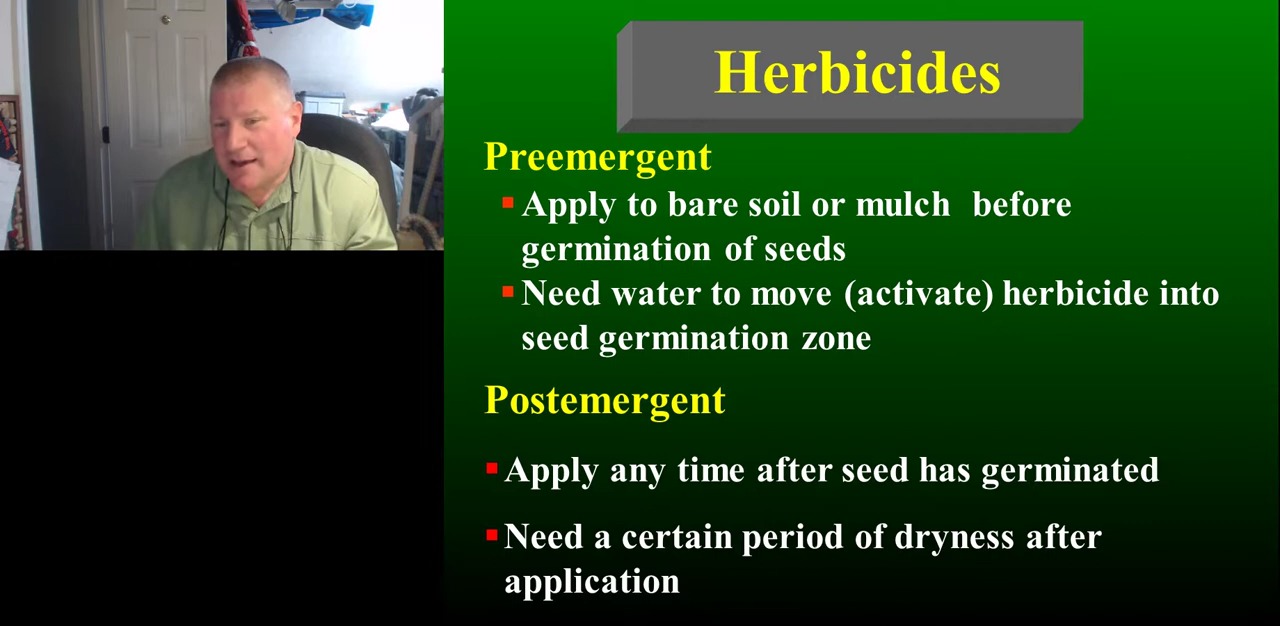 Herbicides
Preemergent
Apply to bare soil or mulch before
germination of seeds
Need water to move (activate) herbicide into
seed germination zone
Postemergent
Apply any time after seed has germinated
Need a certain period of dryness after
application